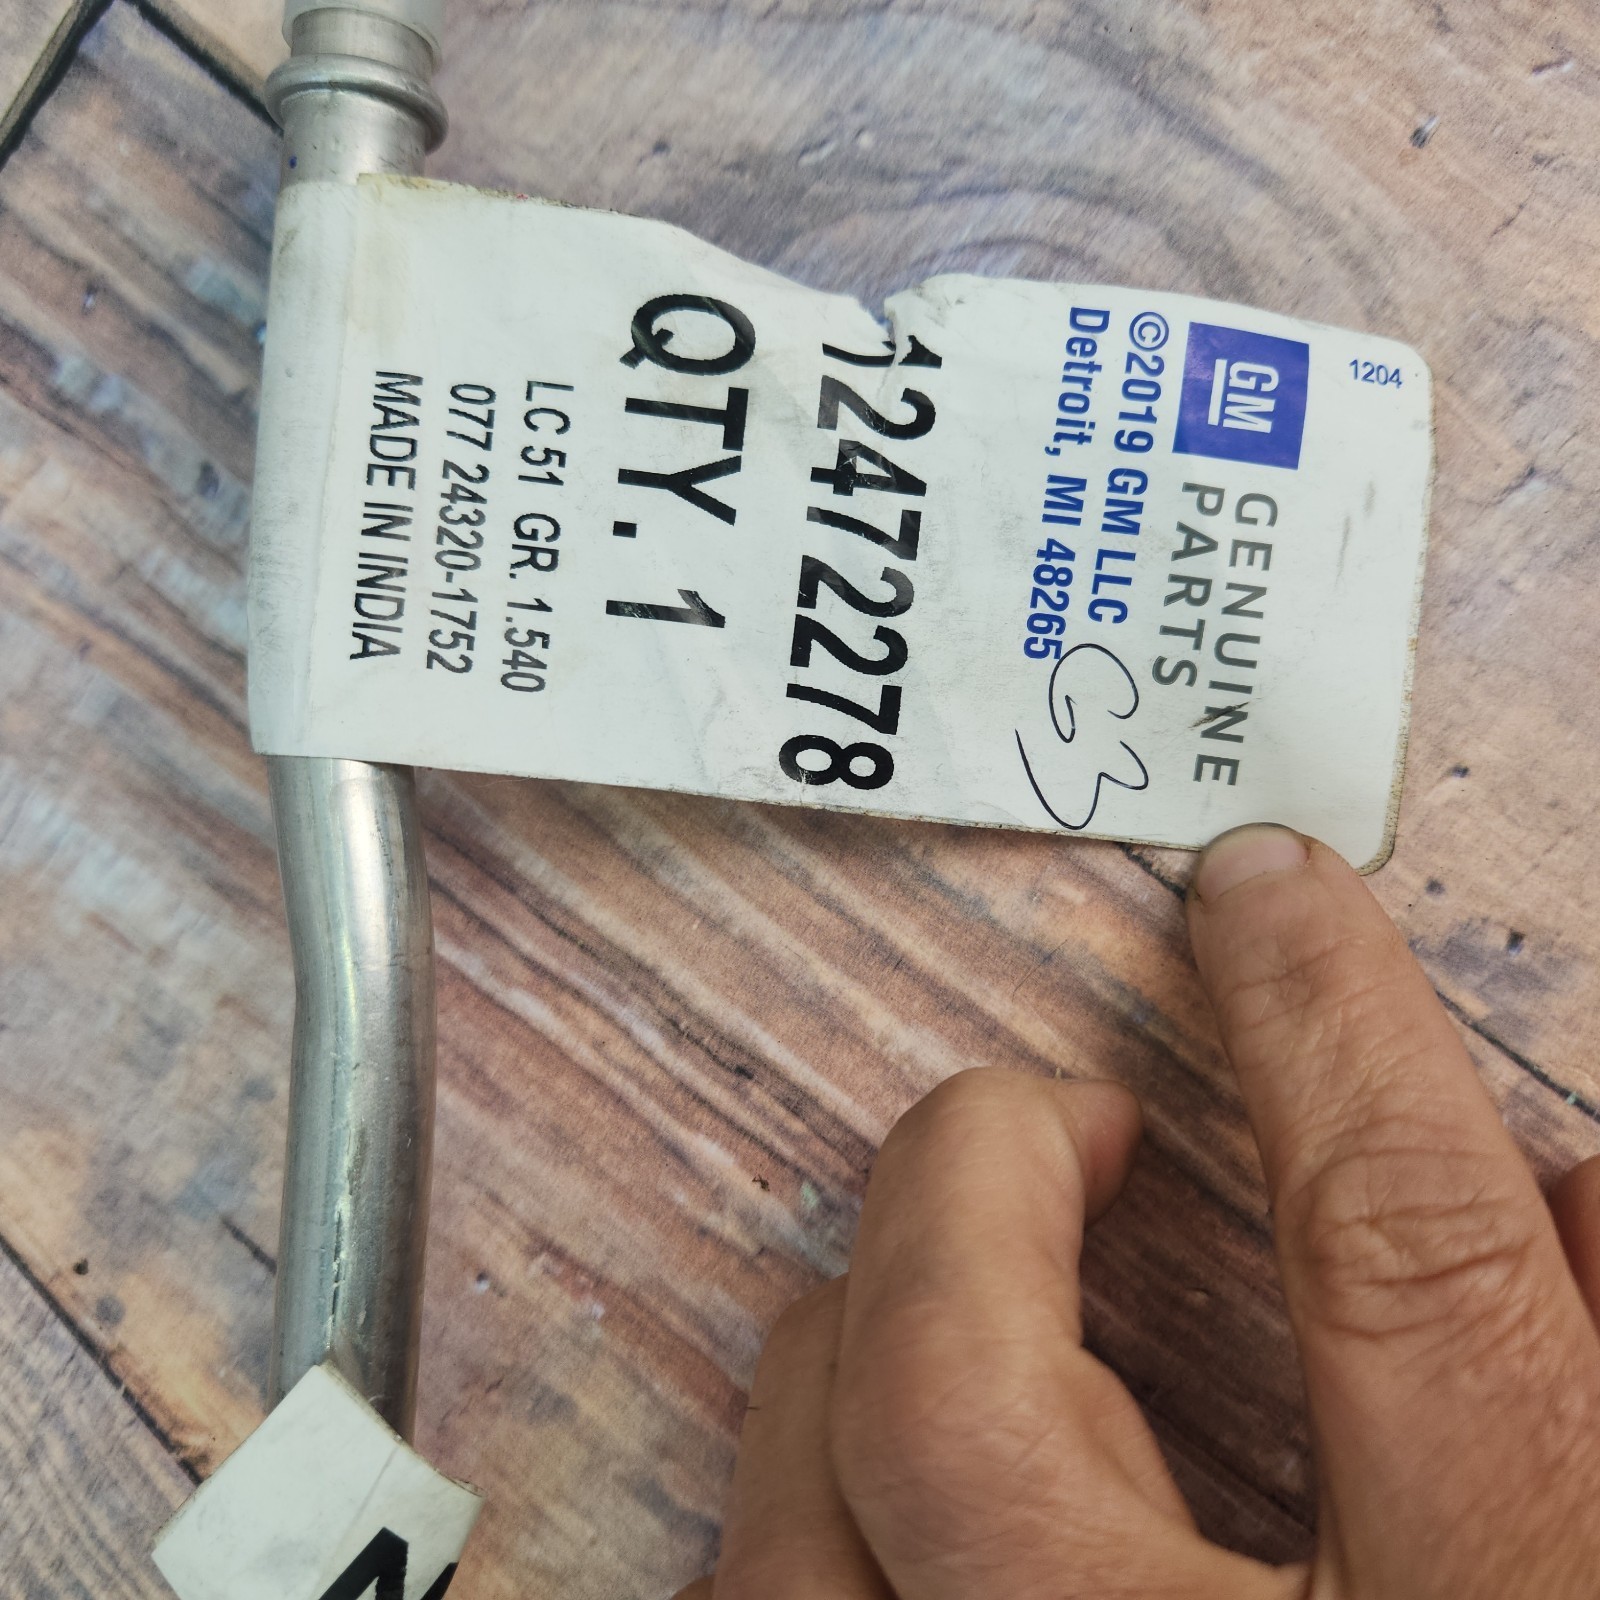 1204
GM
GENUINE
PARTS
©2019 GM LLC
Detroit, MI 48265
63
12472278
QTY. 1
LC 51 GR. 1.540
077 24320-1752
MADE IN INDIA